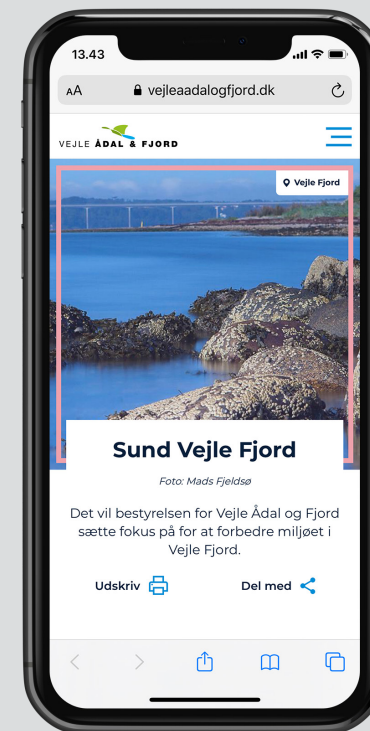 13.43
AA
vejleaadalogfjord.dk
VEJLE ÅDAL & FJORD
Vejle Fjord
Sund Vejle Fjord
Foto: Mads Fjeldsø
Det vil bestyrelsen for Vejle Ådal og Fjord
sætte fokus på for at forbedre miljøet i
Vejle Fjord.
Udskriv
Del med